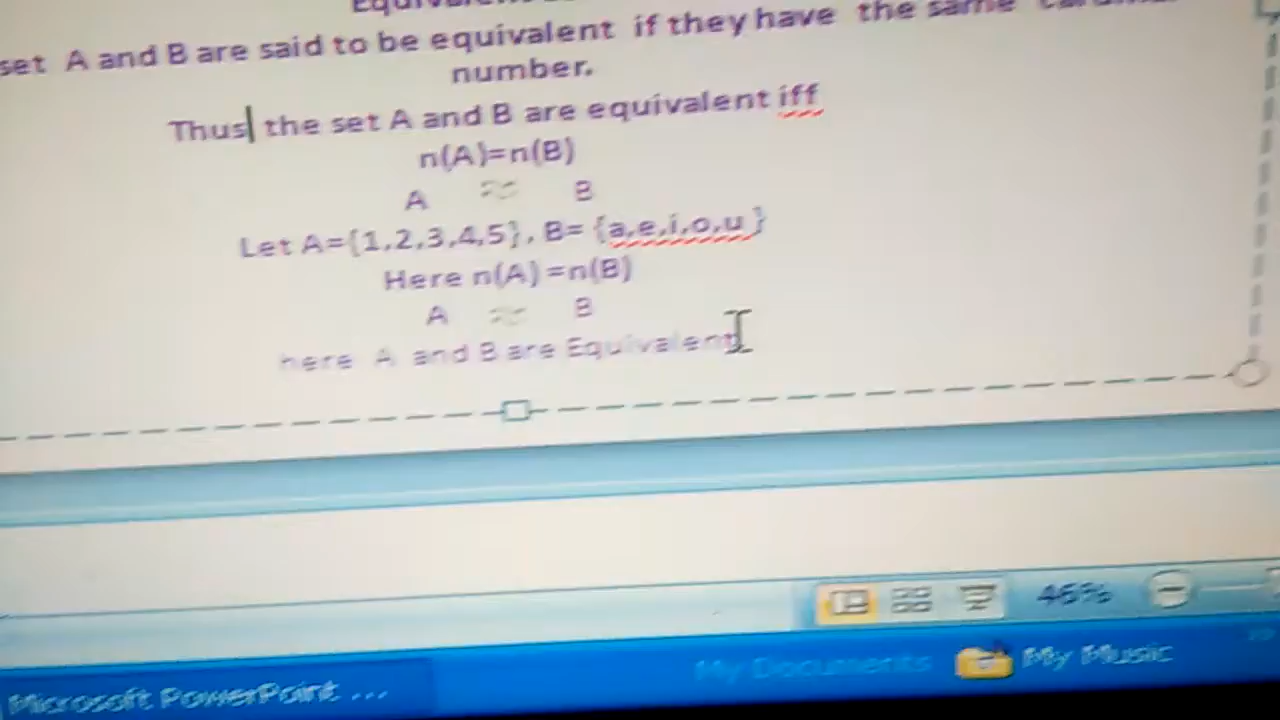 set A and B are said to be equivalent if they have the same
number.
Thus the set A and B are equivalent iff
n(A)=n(B)
A ≈ B
Let A={1,2,3,4,5}, B= {a,e,i,o,u }
Here n(A) =n(B)
A ≈ B
here A and B are Equivalent
46%
My Documents
My Music
Microsoft PowerPoint ...